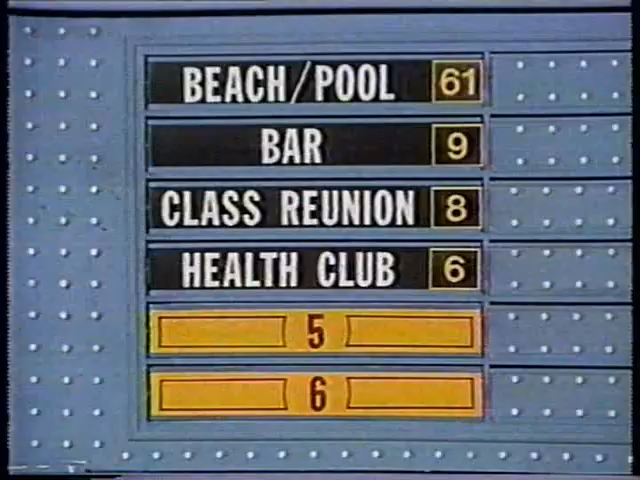 BEACH/POOL 61
BAR 9
CLASS REUNION 8
HEALTH CLUB 6
5
6